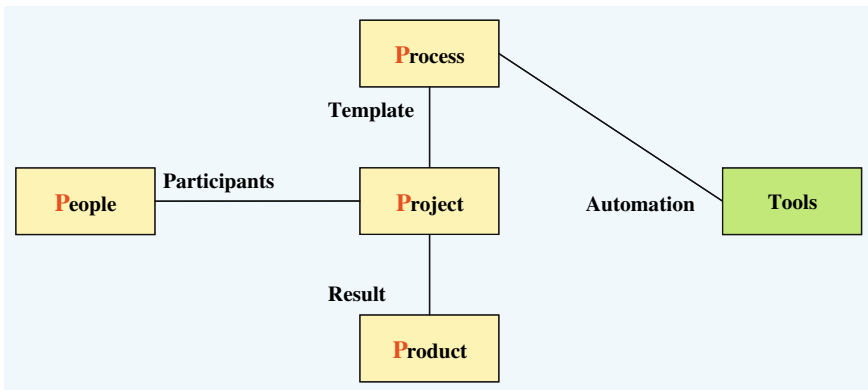 Process
Template
Participants
People
Project
Automation
Tools
Result
Product